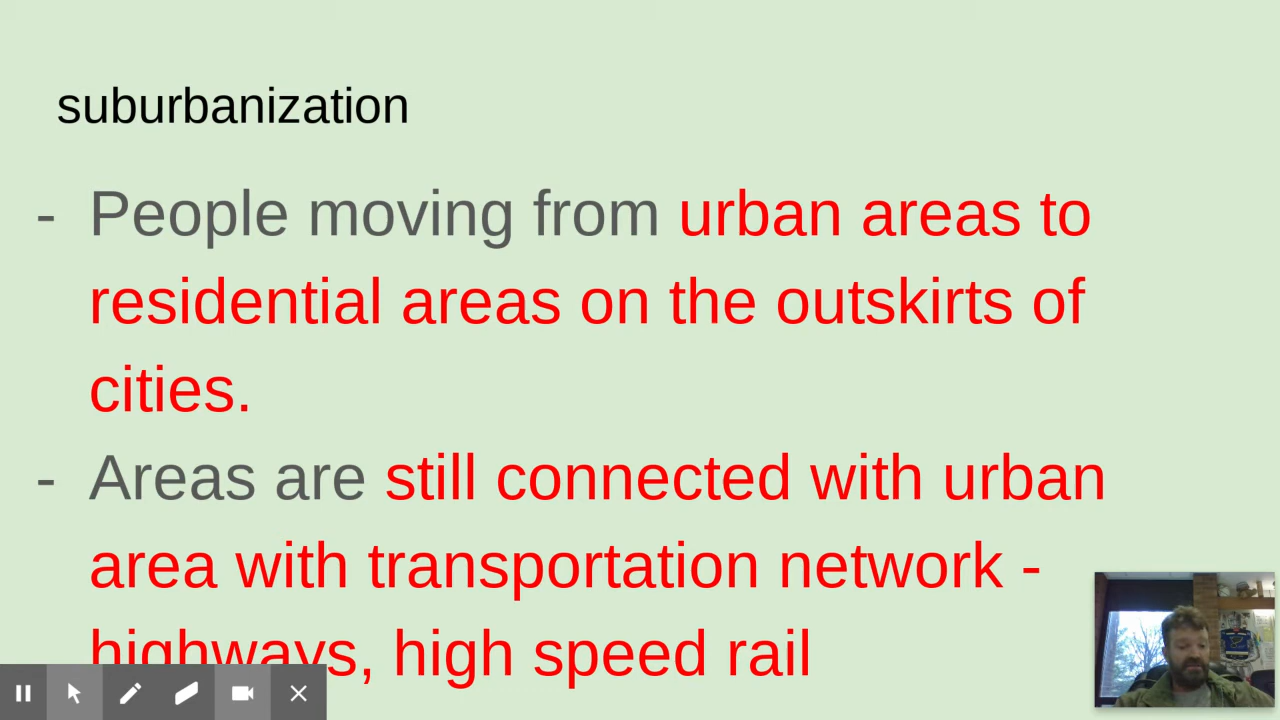 suburbanization
- People moving from urban areas to
residential areas on the outskirts of
cities.
- Areas are still connected with urban
area with transportation network -
highways, high speed rail